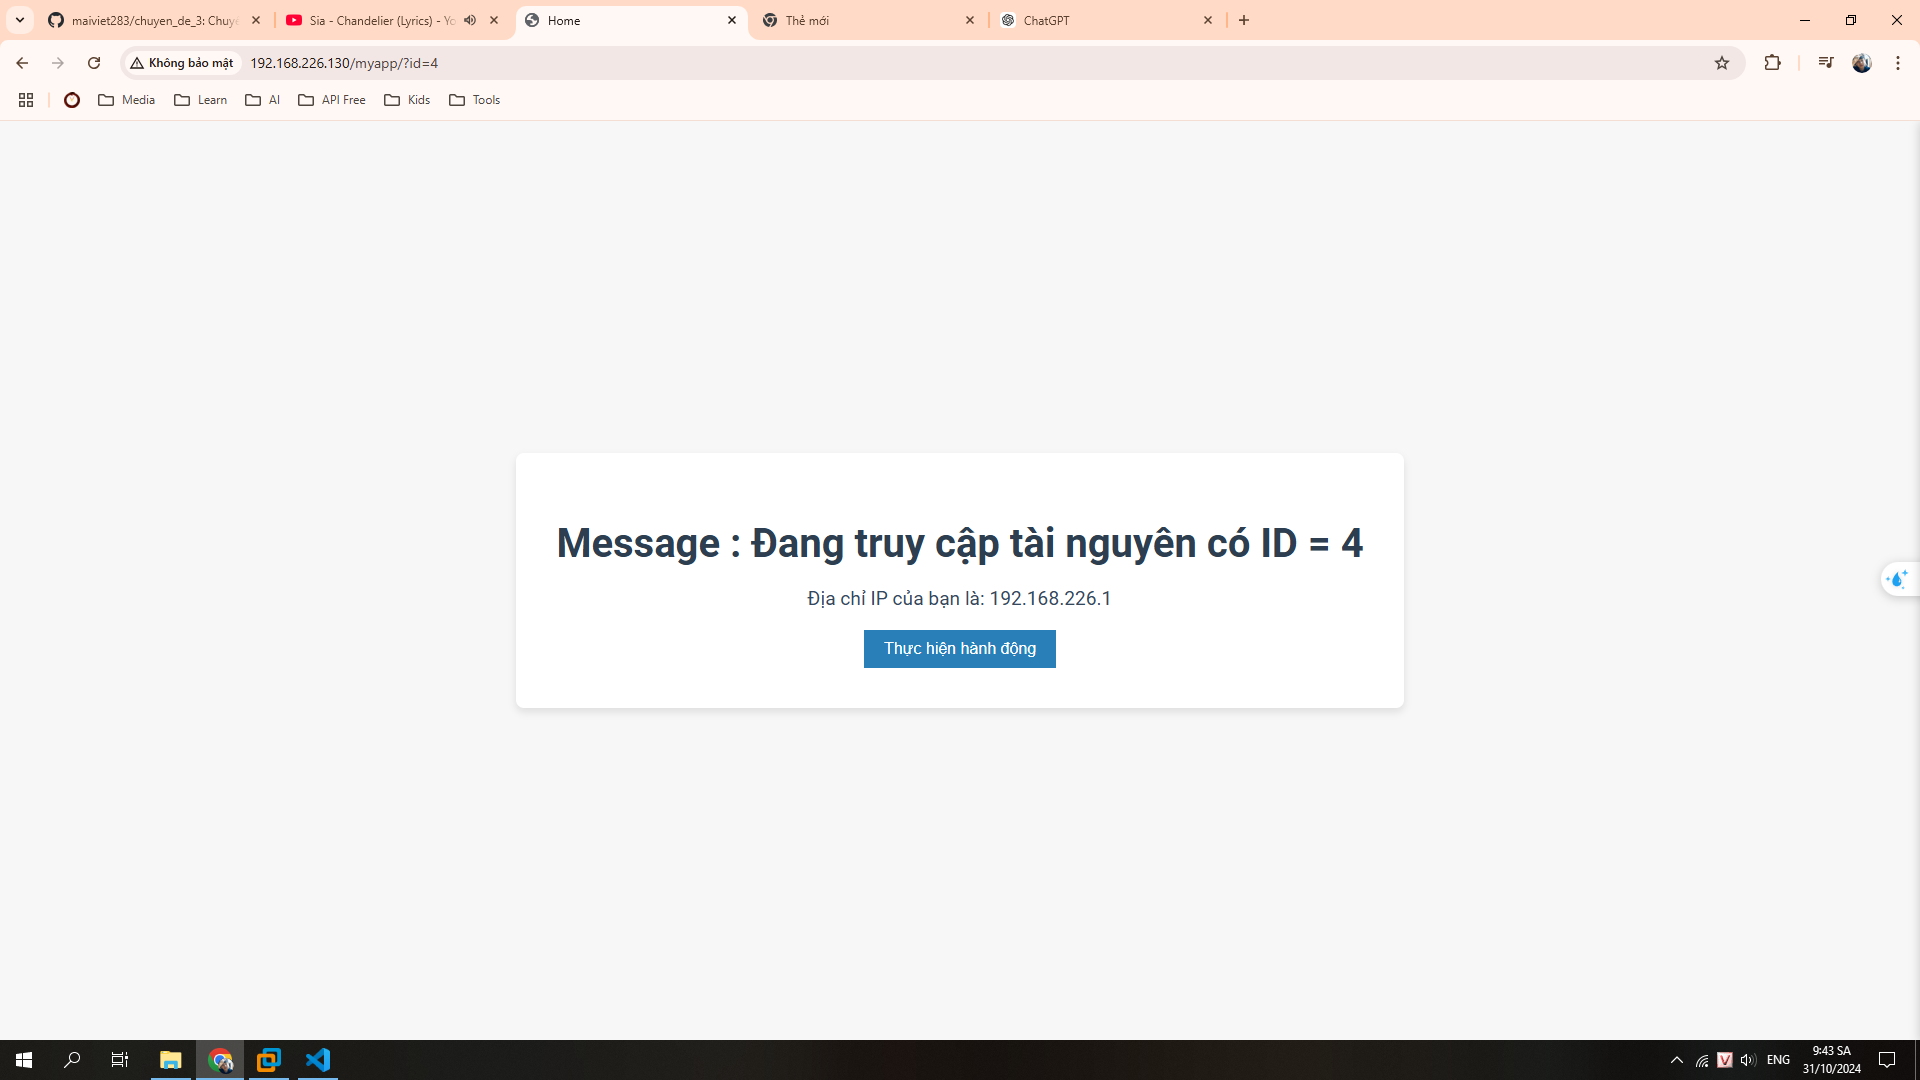 maiviet283/chuyen_de_3: Chuyê
Sia - Chandelier (Lyrics) - Yo
Home
Thẻ mới
ChatGPT
Không bảo mật
192.168.226.130/myapp/?id=4
Media
Learn
AI
API Free
Kids
Tools
Message : Đang truy cập tài nguyên có ID = 4
Địa chỉ IP của bạn là: 192.168.226.1
Thực hiện hành động
V
ENG
9:43 SA
31/10/2024